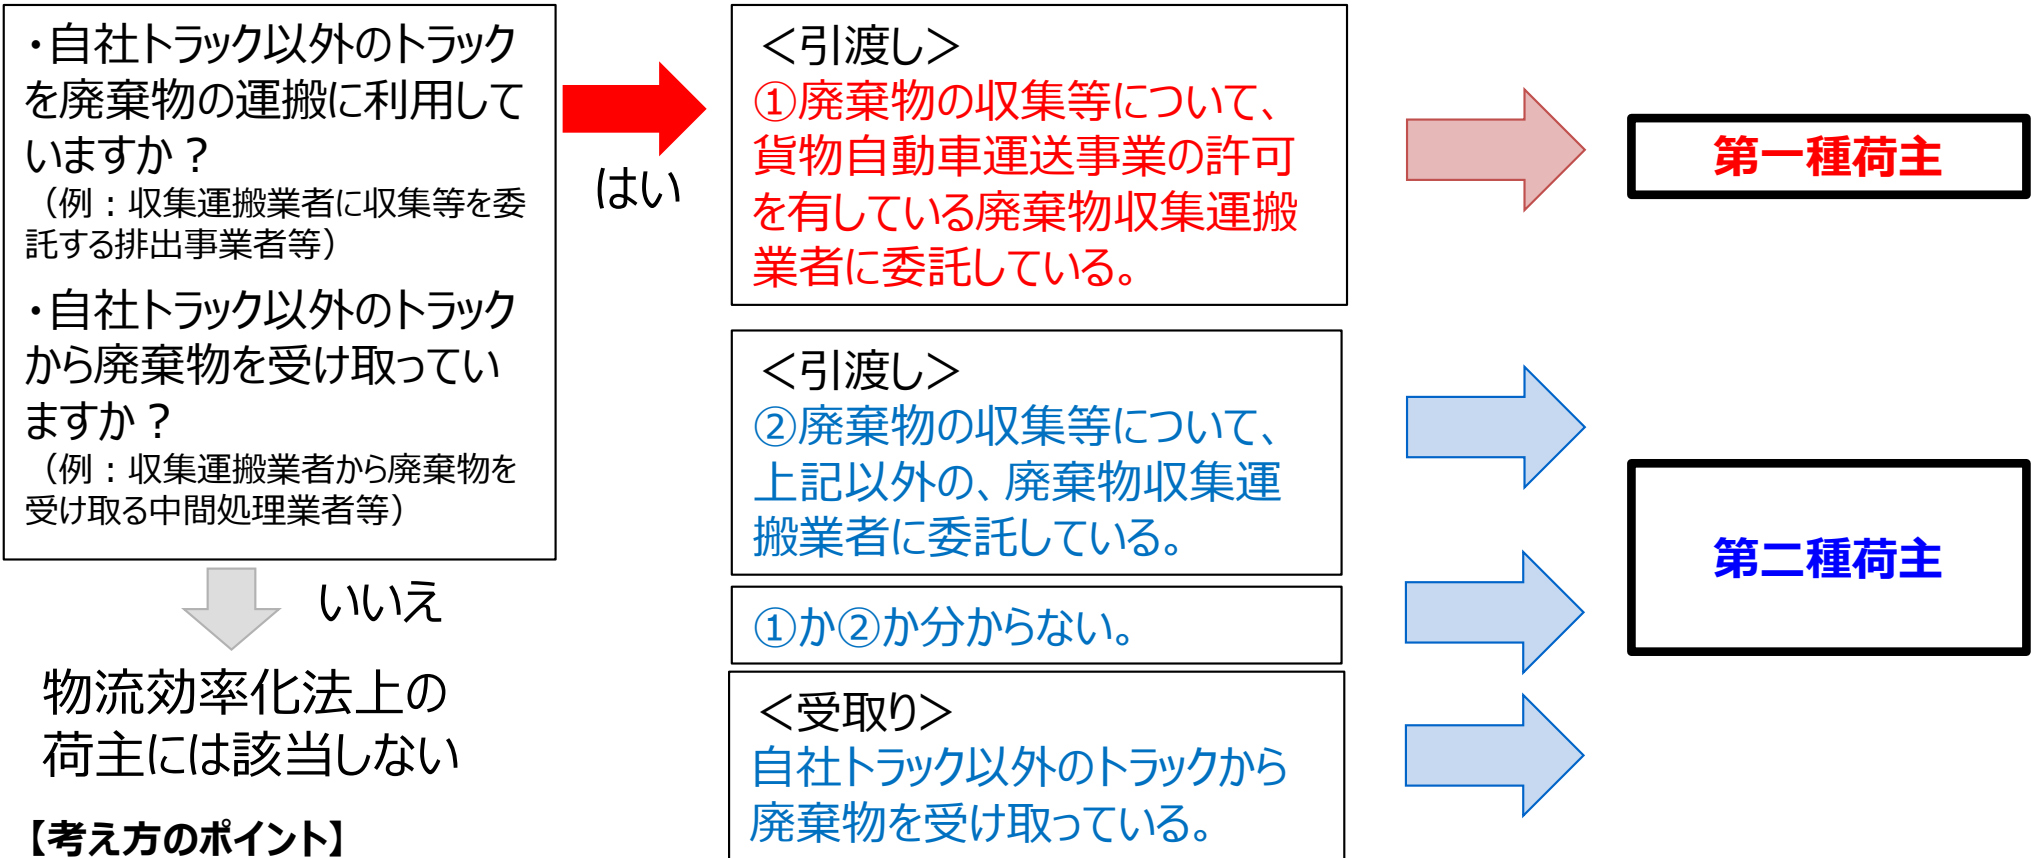 ・自社トラック以外のトラック
を廃棄物の運搬に利用して
いますか？
（例：収集運搬業者に収集等を委
託する排出事業者等）
・自社トラック以外のトラック
から廃棄物を受け取ってい
ますか？
（例：収集運搬業者から廃棄物を
受け取る中間処理業者等）
はい
いいえ
物流効率化法上の
荷主には該当しない
【考え方のポイント】
＜引渡し＞
①廃棄物の収集等について、
貨物自動車運送事業の許可
を有している廃棄物収集運搬
業者に委託している。
第一種荷主
＜引渡し＞
②廃棄物の収集等について、
上記以外の、廃棄物収集運
搬業者に委託している。
①か②か分からない。
＜受取り＞
自社トラック以外のトラックから
廃棄物を受け取っている。
第二種荷主